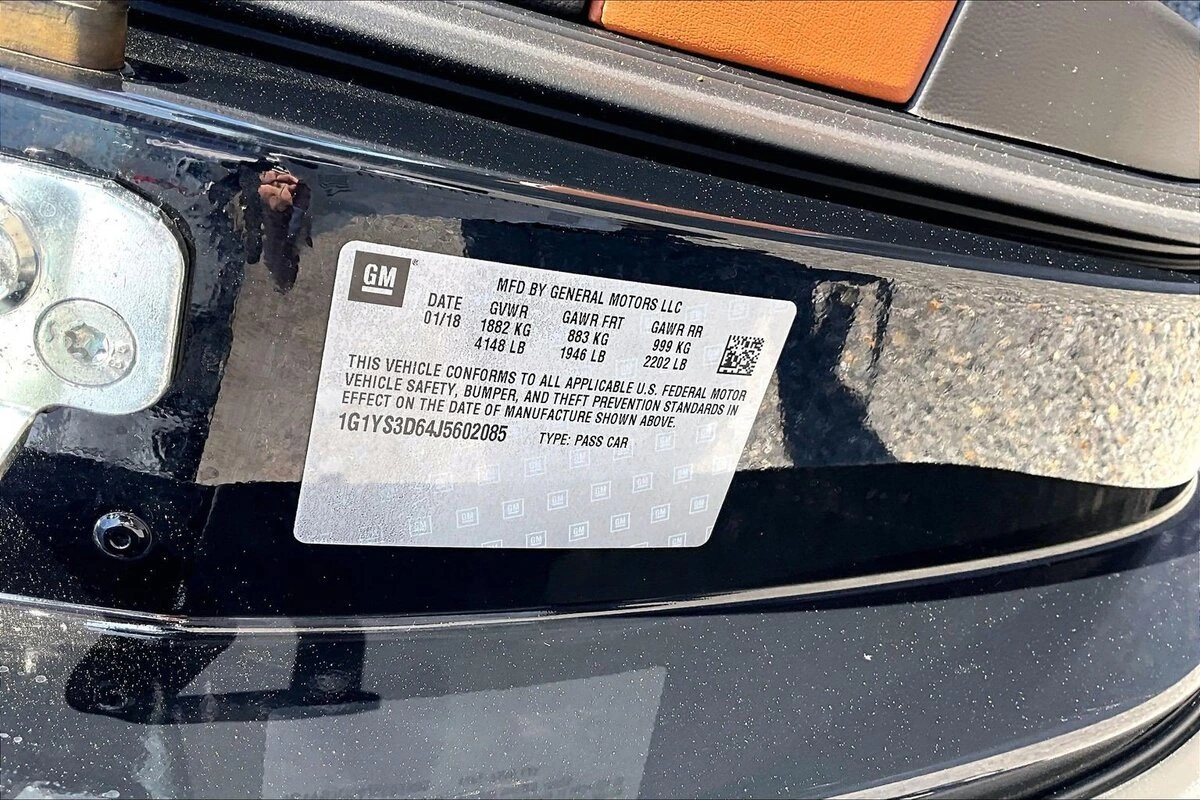 GM
MFD BY GENERAL MOTORS LLC
DATE GVWR GAWR FRT GAWR RR
01/18 1882 KG 883 KG 999 KG
4148 LB 1946 LB 2202 LB
THIS VEHICLE CONFORMS TO ALL APPLICABLE U.S. FEDERAL MOTOR
VEHICLE SAFETY, BUMPER, AND THEFT PREVENTION STANDARDS IN
EFFECT ON THE DATE OF MANUFACTURE SHOWN ABOVE.
1G1YS3D64J5602085 TYPE: PASS CAR